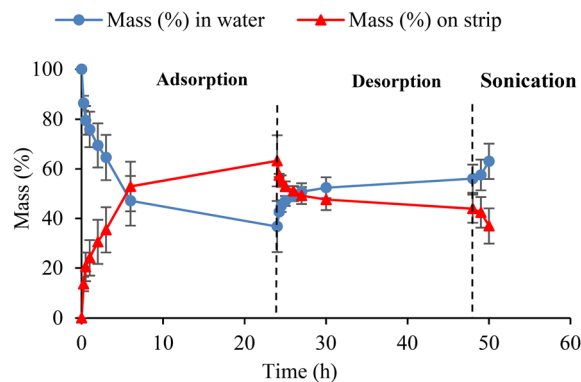 Mass (%) in water Mass (%) on strip
Adsorption Desorption Sonication
100
80
60
40
20
0
Mass (%)
0 10 20 30 40 50 60
Time (h)